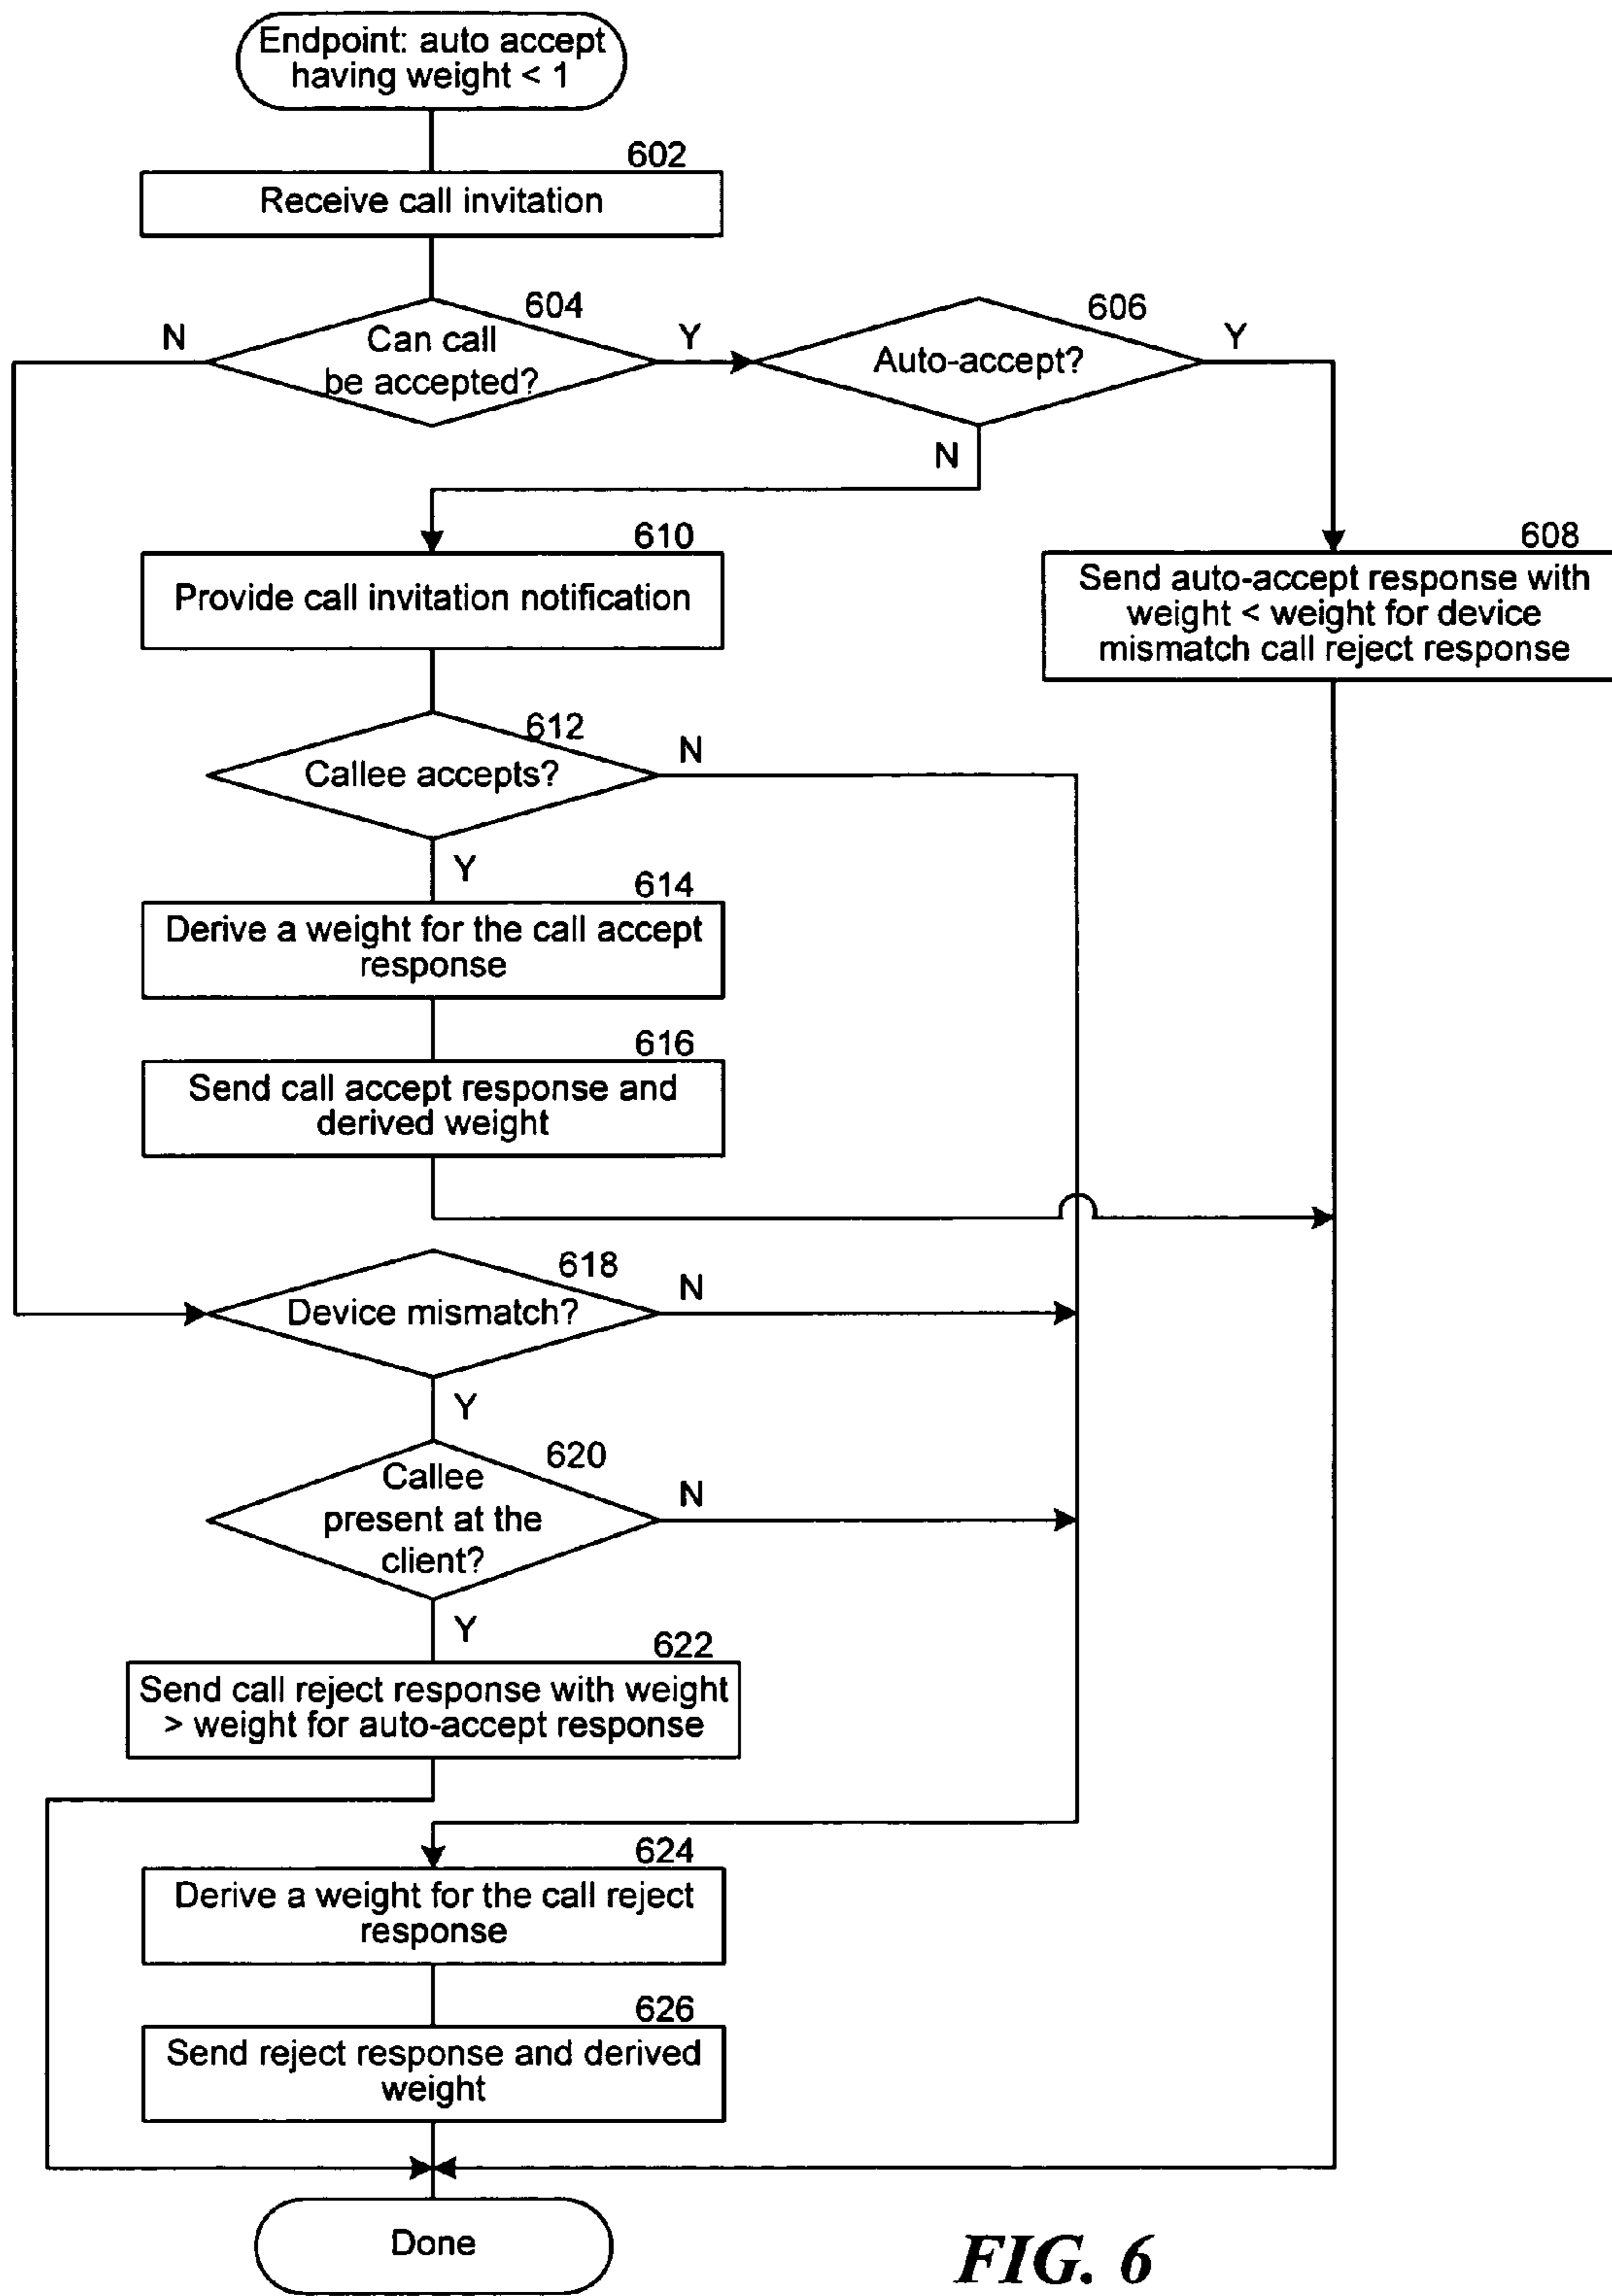 Endpoint: auto accept
having weight < 1
602
Receive call invitation
604
N
Can call
be accepted?
Y
606
Auto-accept?
Y
N
610
Provide call invitation notification
608
Send auto-accept response with
weight < weight for device
mismatch call reject response
612
Callee accepts?
N
Y
614
Derive a weight for the call accept
response
616
Send call accept response and
derived weight
618
Device mismatch?
N
Y
620
Callee
present at the
client?
N
Y
622
Send call reject response with weight
> weight for auto-accept response
624
Derive a weight for the call reject
response
626
Send reject response and derived
weight
Done
FIG. 6